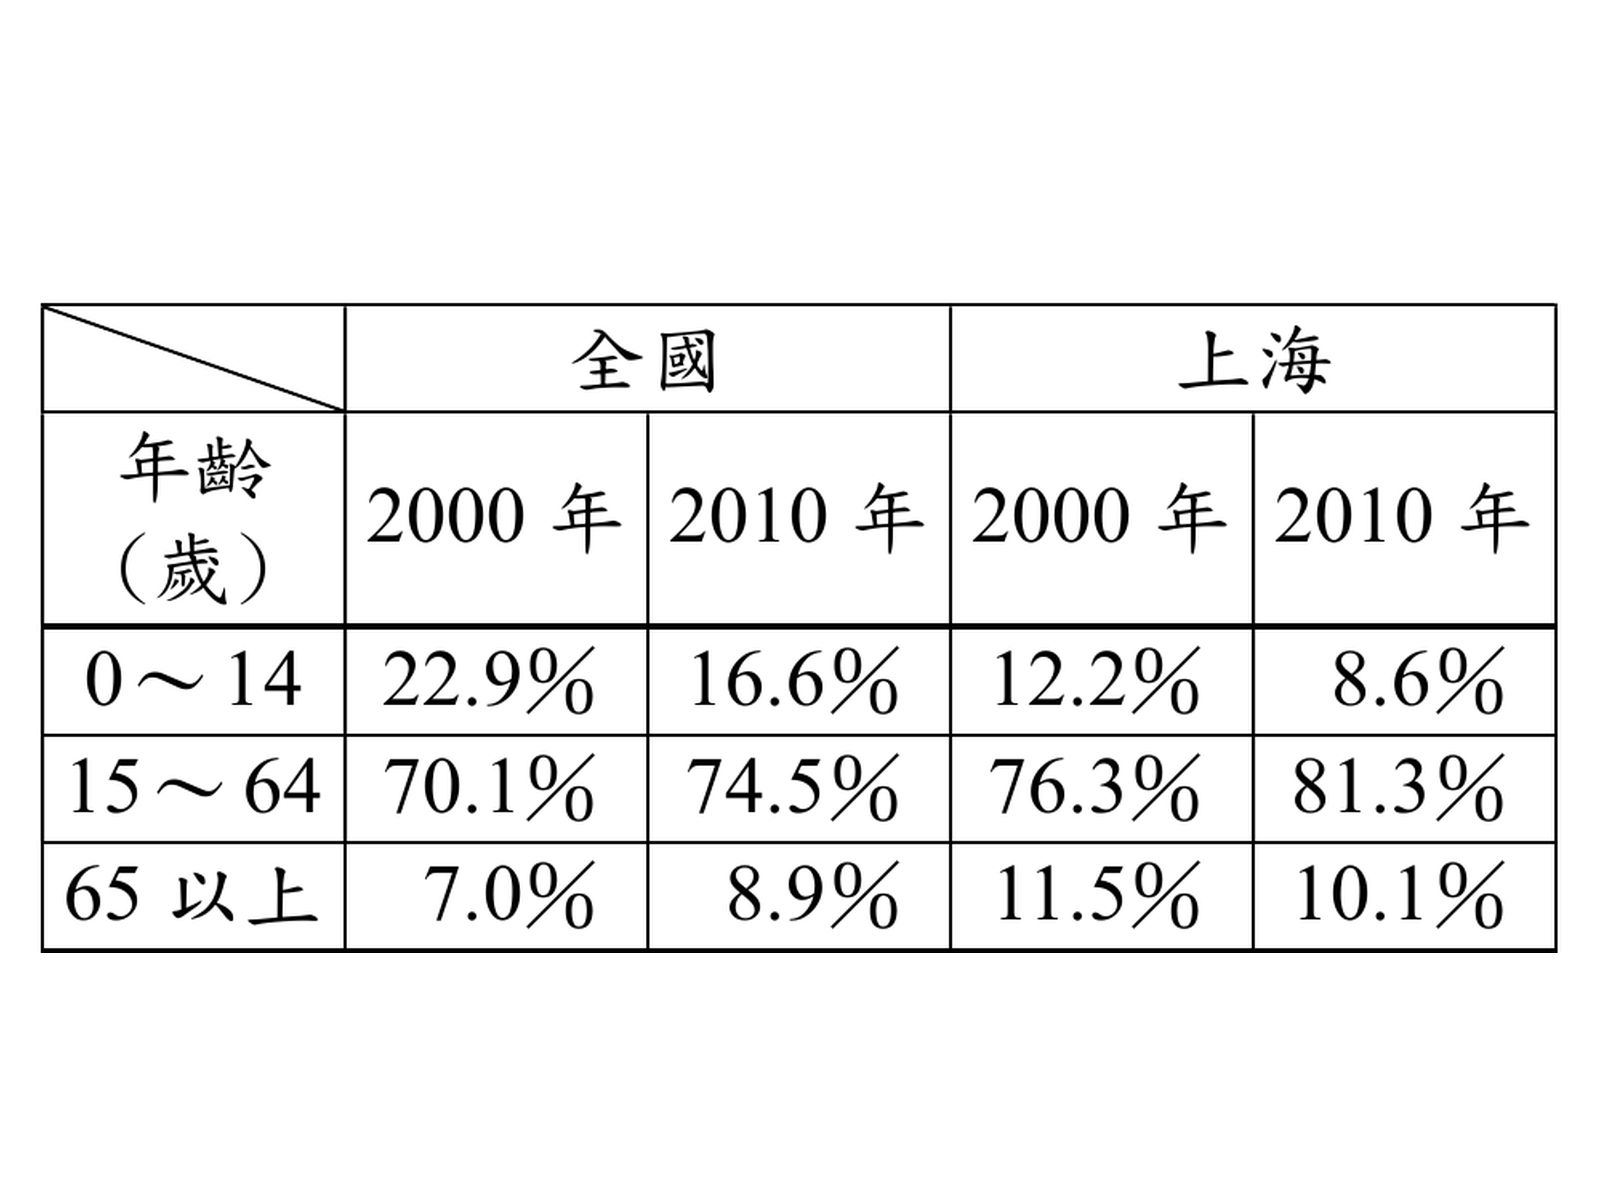 全國 上海
年齡
（歲） 2000 年 2010 年 2000 年 2010 年
0～14 22.9% 16.6% 12.2% 8.6%
15～64 70.1% 74.5% 76.3% 81.3%
65 以上 7.0% 8.9% 11.5% 10.1%